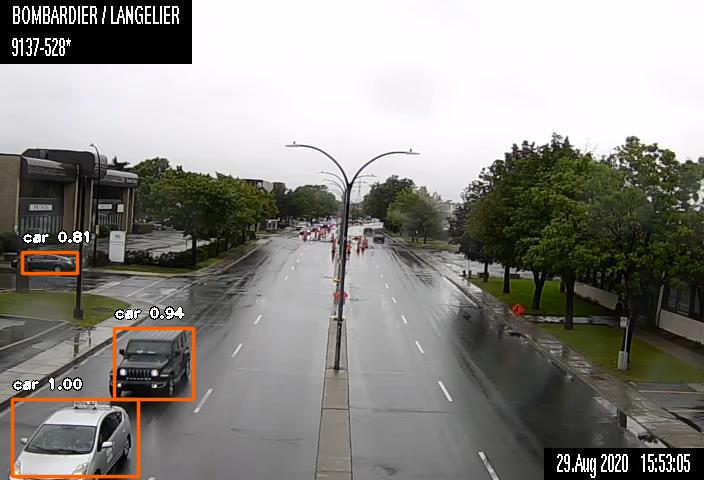 BOMBARDIER / LANGELIER
9137-528*
car 0.81
car 0.94
car 1.00
29.Aug 2020 15:53:05